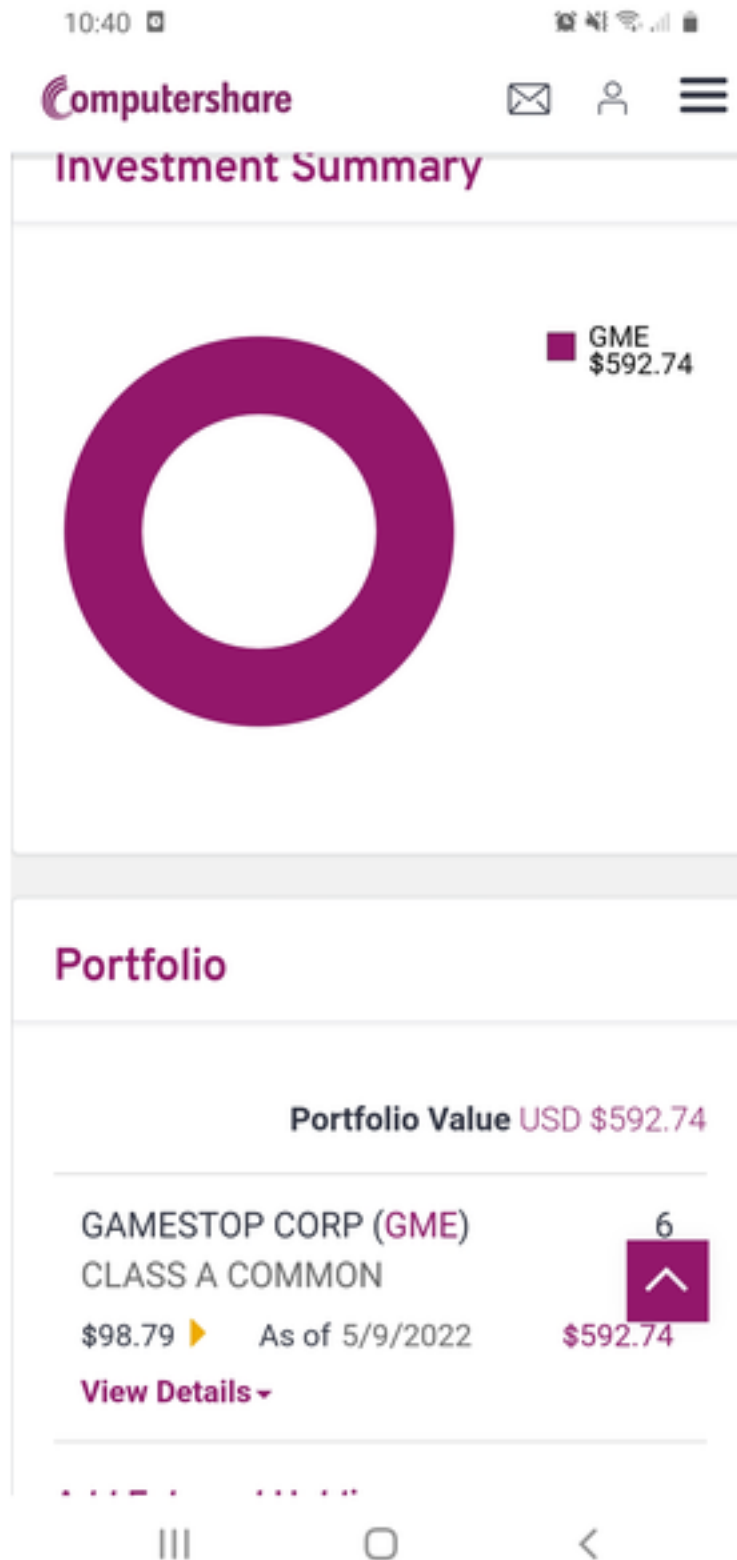 10:40
Computershare
Investment Summary
GME
$592.74
Portfolio
Portfolio Value USD $592.74
GAMESTOP CORP (GME) 6
CLASS A COMMON
$98.79 As of 5/9/2022 $592.74
View Details